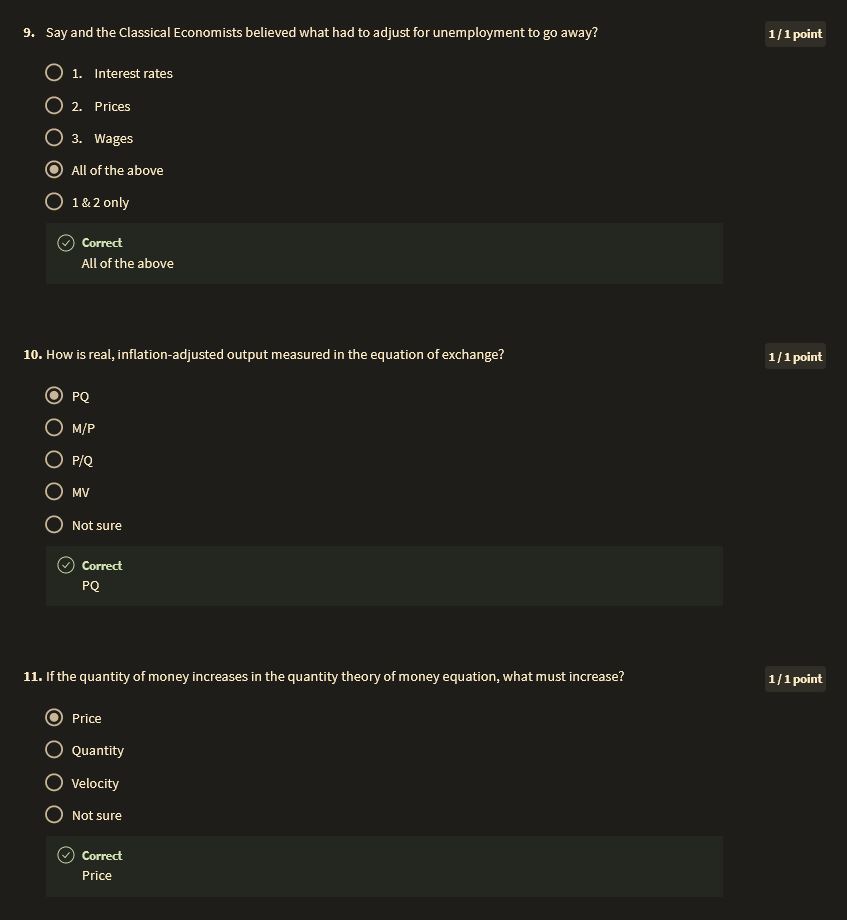 9. Say and the Classical Economists believed what had to adjust for unemployment to go away?
1 / 1 point
1. Interest rates
2. Prices
3. Wages
All of the above
1 & 2 only
Correct
All of the above
10. How is real, inflation-adjusted output measured in the equation of exchange?
1 / 1 point
PQ
M/P
P/Q
MV
Not sure
Correct
PQ
11. If the quantity of money increases in the quantity theory of money equation, what must increase?
1 / 1 point
Price
Quantity
Velocity
Not sure
Correct
Price